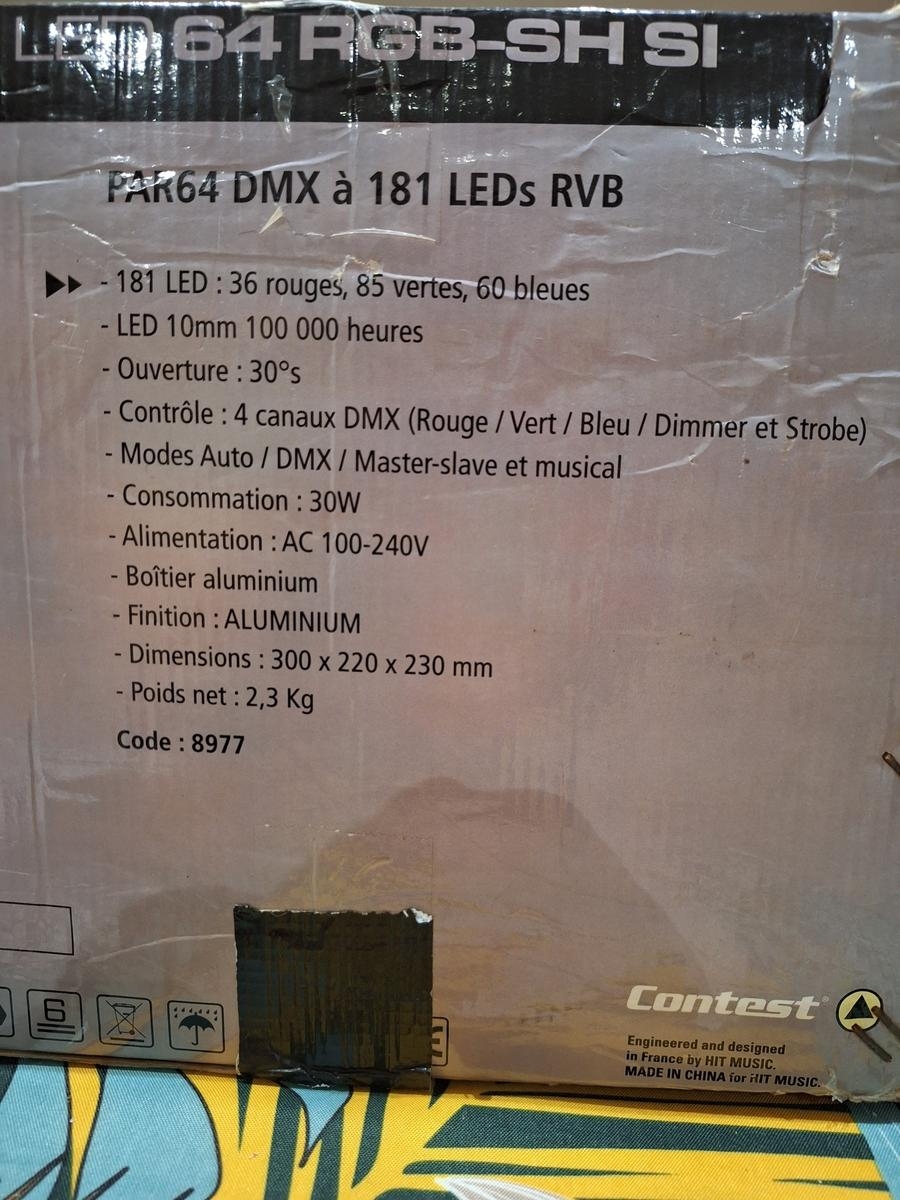 LED 64 RGB-SH SI
PAR64 DMX à 181 LEDs RVB
- 181 LED : 36 rouges, 85 vertes, 60 bleues
- LED 10mm 100 000 heures
- Ouverture : 30°s
- Contrôle : 4 canaux DMX (Rouge / Vert / Bleu / Dimmer et Strobe)
- Modes Auto / DMX / Master-slave et musical
- Consommation : 30W
- Alimentation : AC 100-240V
- Boîtier aluminium
- Finition : ALUMINIUM
- Dimensions : 300 x 220 x 230 mm
- Poids net : 2,3 Kg
Code : 8977
6
Contest®
Engineered and designed
in France by HIT MUSIC.
MADE IN CHINA for HIT MUSIC.